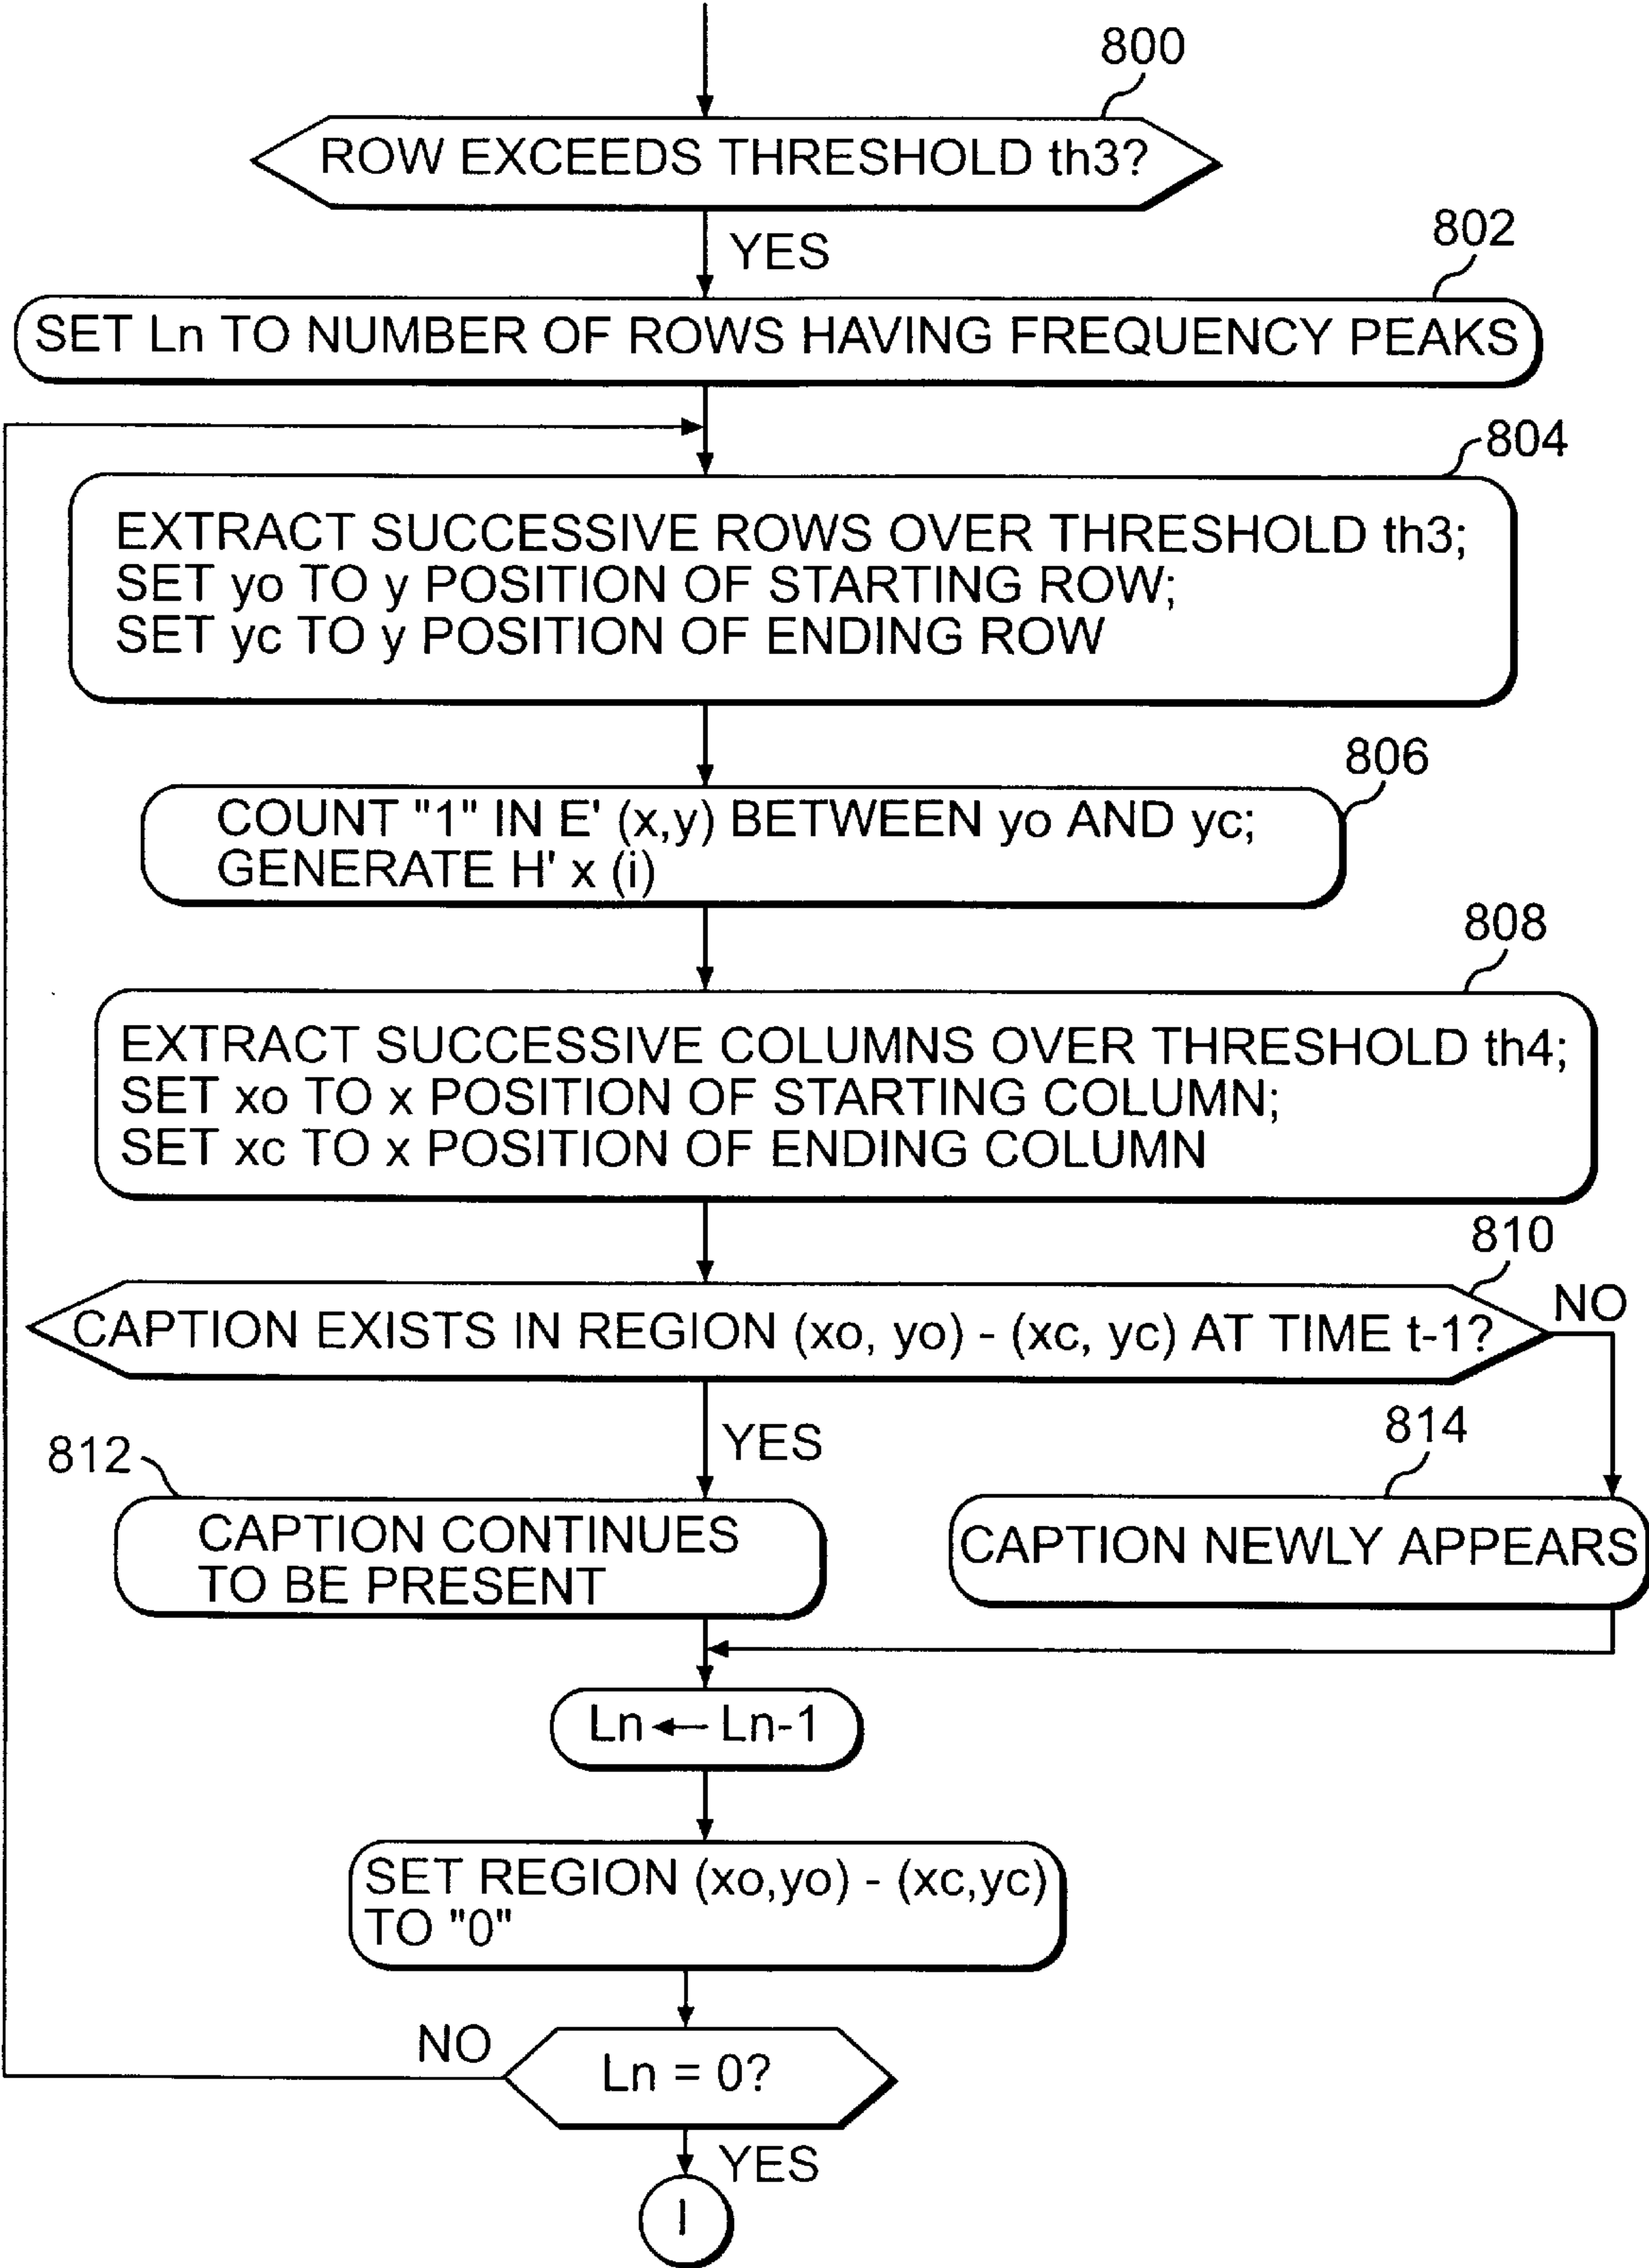 800
ROW EXCEEDS THRESHOLD th3?
YES
802
SET Ln TO NUMBER OF ROWS HAVING FREQUENCY PEAKS
804
EXTRACT SUCCESSIVE ROWS OVER THRESHOLD th3;
SET yo TO y POSITION OF STARTING ROW;
SET yc TO y POSITION OF ENDING ROW
806
COUNT "1" IN E' (x,y) BETWEEN yo AND yc;
GENERATE H' x (i)
808
EXTRACT SUCCESSIVE COLUMNS OVER THRESHOLD th4;
SET xo TO x POSITION OF STARTING COLUMN;
SET xc TO x POSITION OF ENDING COLUMN
810
CAPTION EXISTS IN REGION (xo, yo) - (xc, yc) AT TIME t-1?
NO
YES
812
814
CAPTION CONTINUES
TO BE PRESENT
CAPTION NEWLY APPEARS
Ln ← Ln-1
SET REGION (xo,yo) - (xc,yc)
TO "0"
NO
Ln = 0?
YES
I